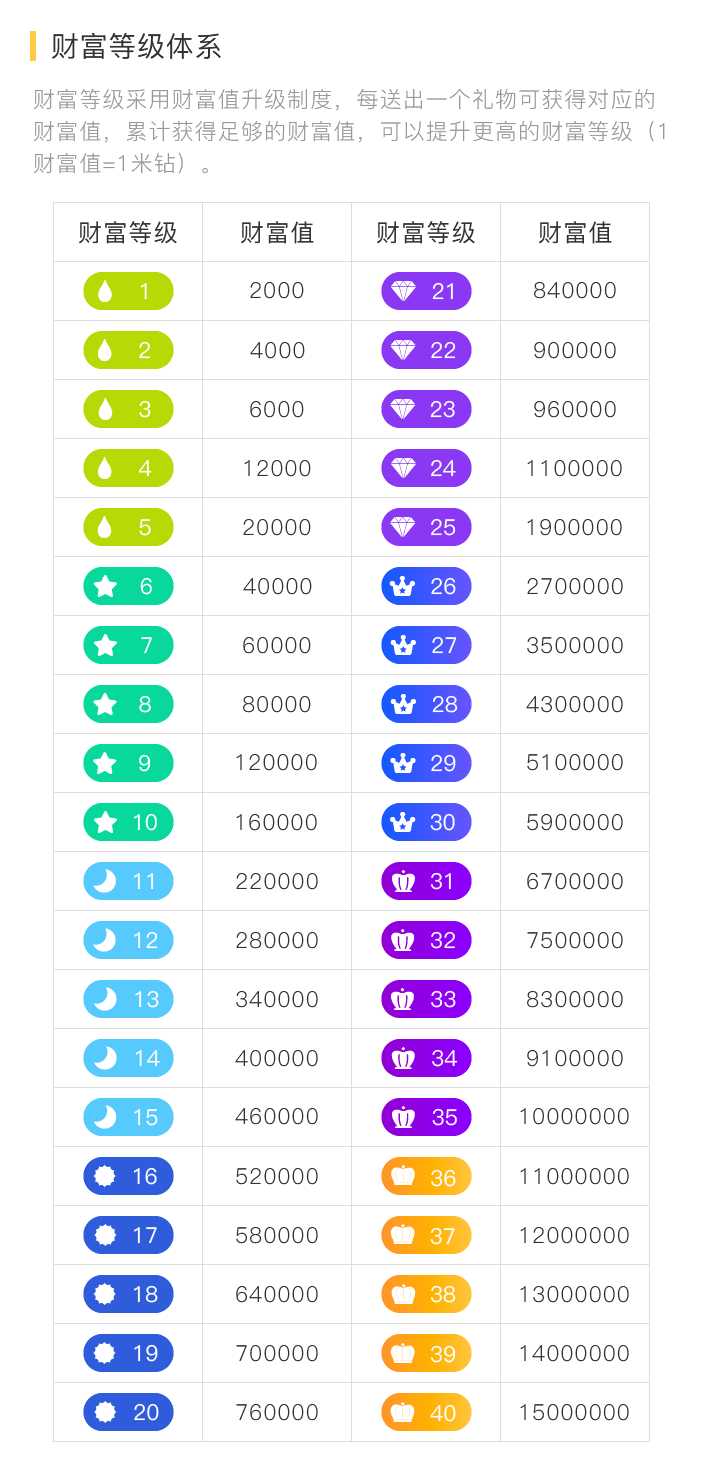 财富等级体系
财富等级采用财富值升级制度，每送出一个礼物可获得对应的
财富值，累计获得足够的财富值，可以提升更高的财富等级（1
财富值=1米钻）。
财富等级 财富值 财富等级 财富值
1 2000 21 840000
2 4000 22 900000
3 6000 23 960000
4 12000 24 1100000
5 20000 25 1900000
6 40000 26 2700000
7 60000 27 3500000
8 80000 28 4300000
9 120000 29 5100000
10 160000 30 5900000
11 220000 31 6700000
12 280000 32 7500000
13 340000 33 8300000
14 400000 34 9100000
15 460000 35 10000000
16 520000 36 11000000
17 580000 37 12000000
18 640000 38 13000000
19 700000 39 14000000
20 760000 40 15000000